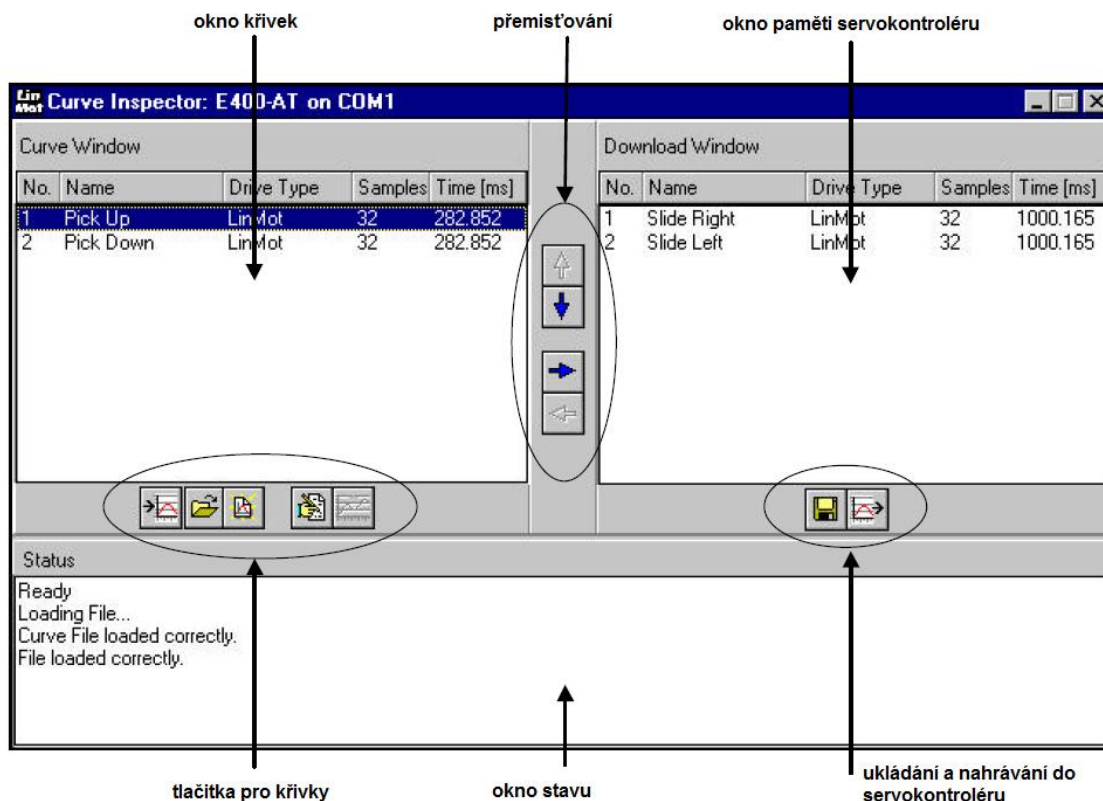 okno křivek přemisťování okno paměti servokontroléru
Lin Mot Curve Inspector: E400-AT on COM1
Curve Window Download Window
No. Name Drive Type Samples Time [ms] No. Name Drive Type Samples Time [ms]
1 Pick Up LinMot 32 282.852 1 Slide Right LinMot 32 1000.165
2 Pick Down LinMot 32 282.852 2 Slide Left LinMot 32 1000.165
Status
Ready
Loading File...
Curve File loaded correctly.
File loaded correctly.
tlačitka pro křivky okno stavu ukládání a nahrávání do
servokontroléru